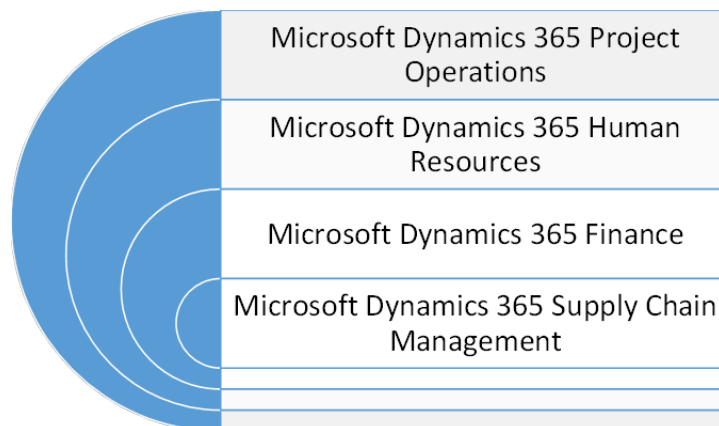 Microsoft Dynamics 365 Project
Operations
Microsoft Dynamics 365 Human
Resources
Microsoft Dynamics 365 Finance
Microsoft Dynamics 365 Supply Chain
Management